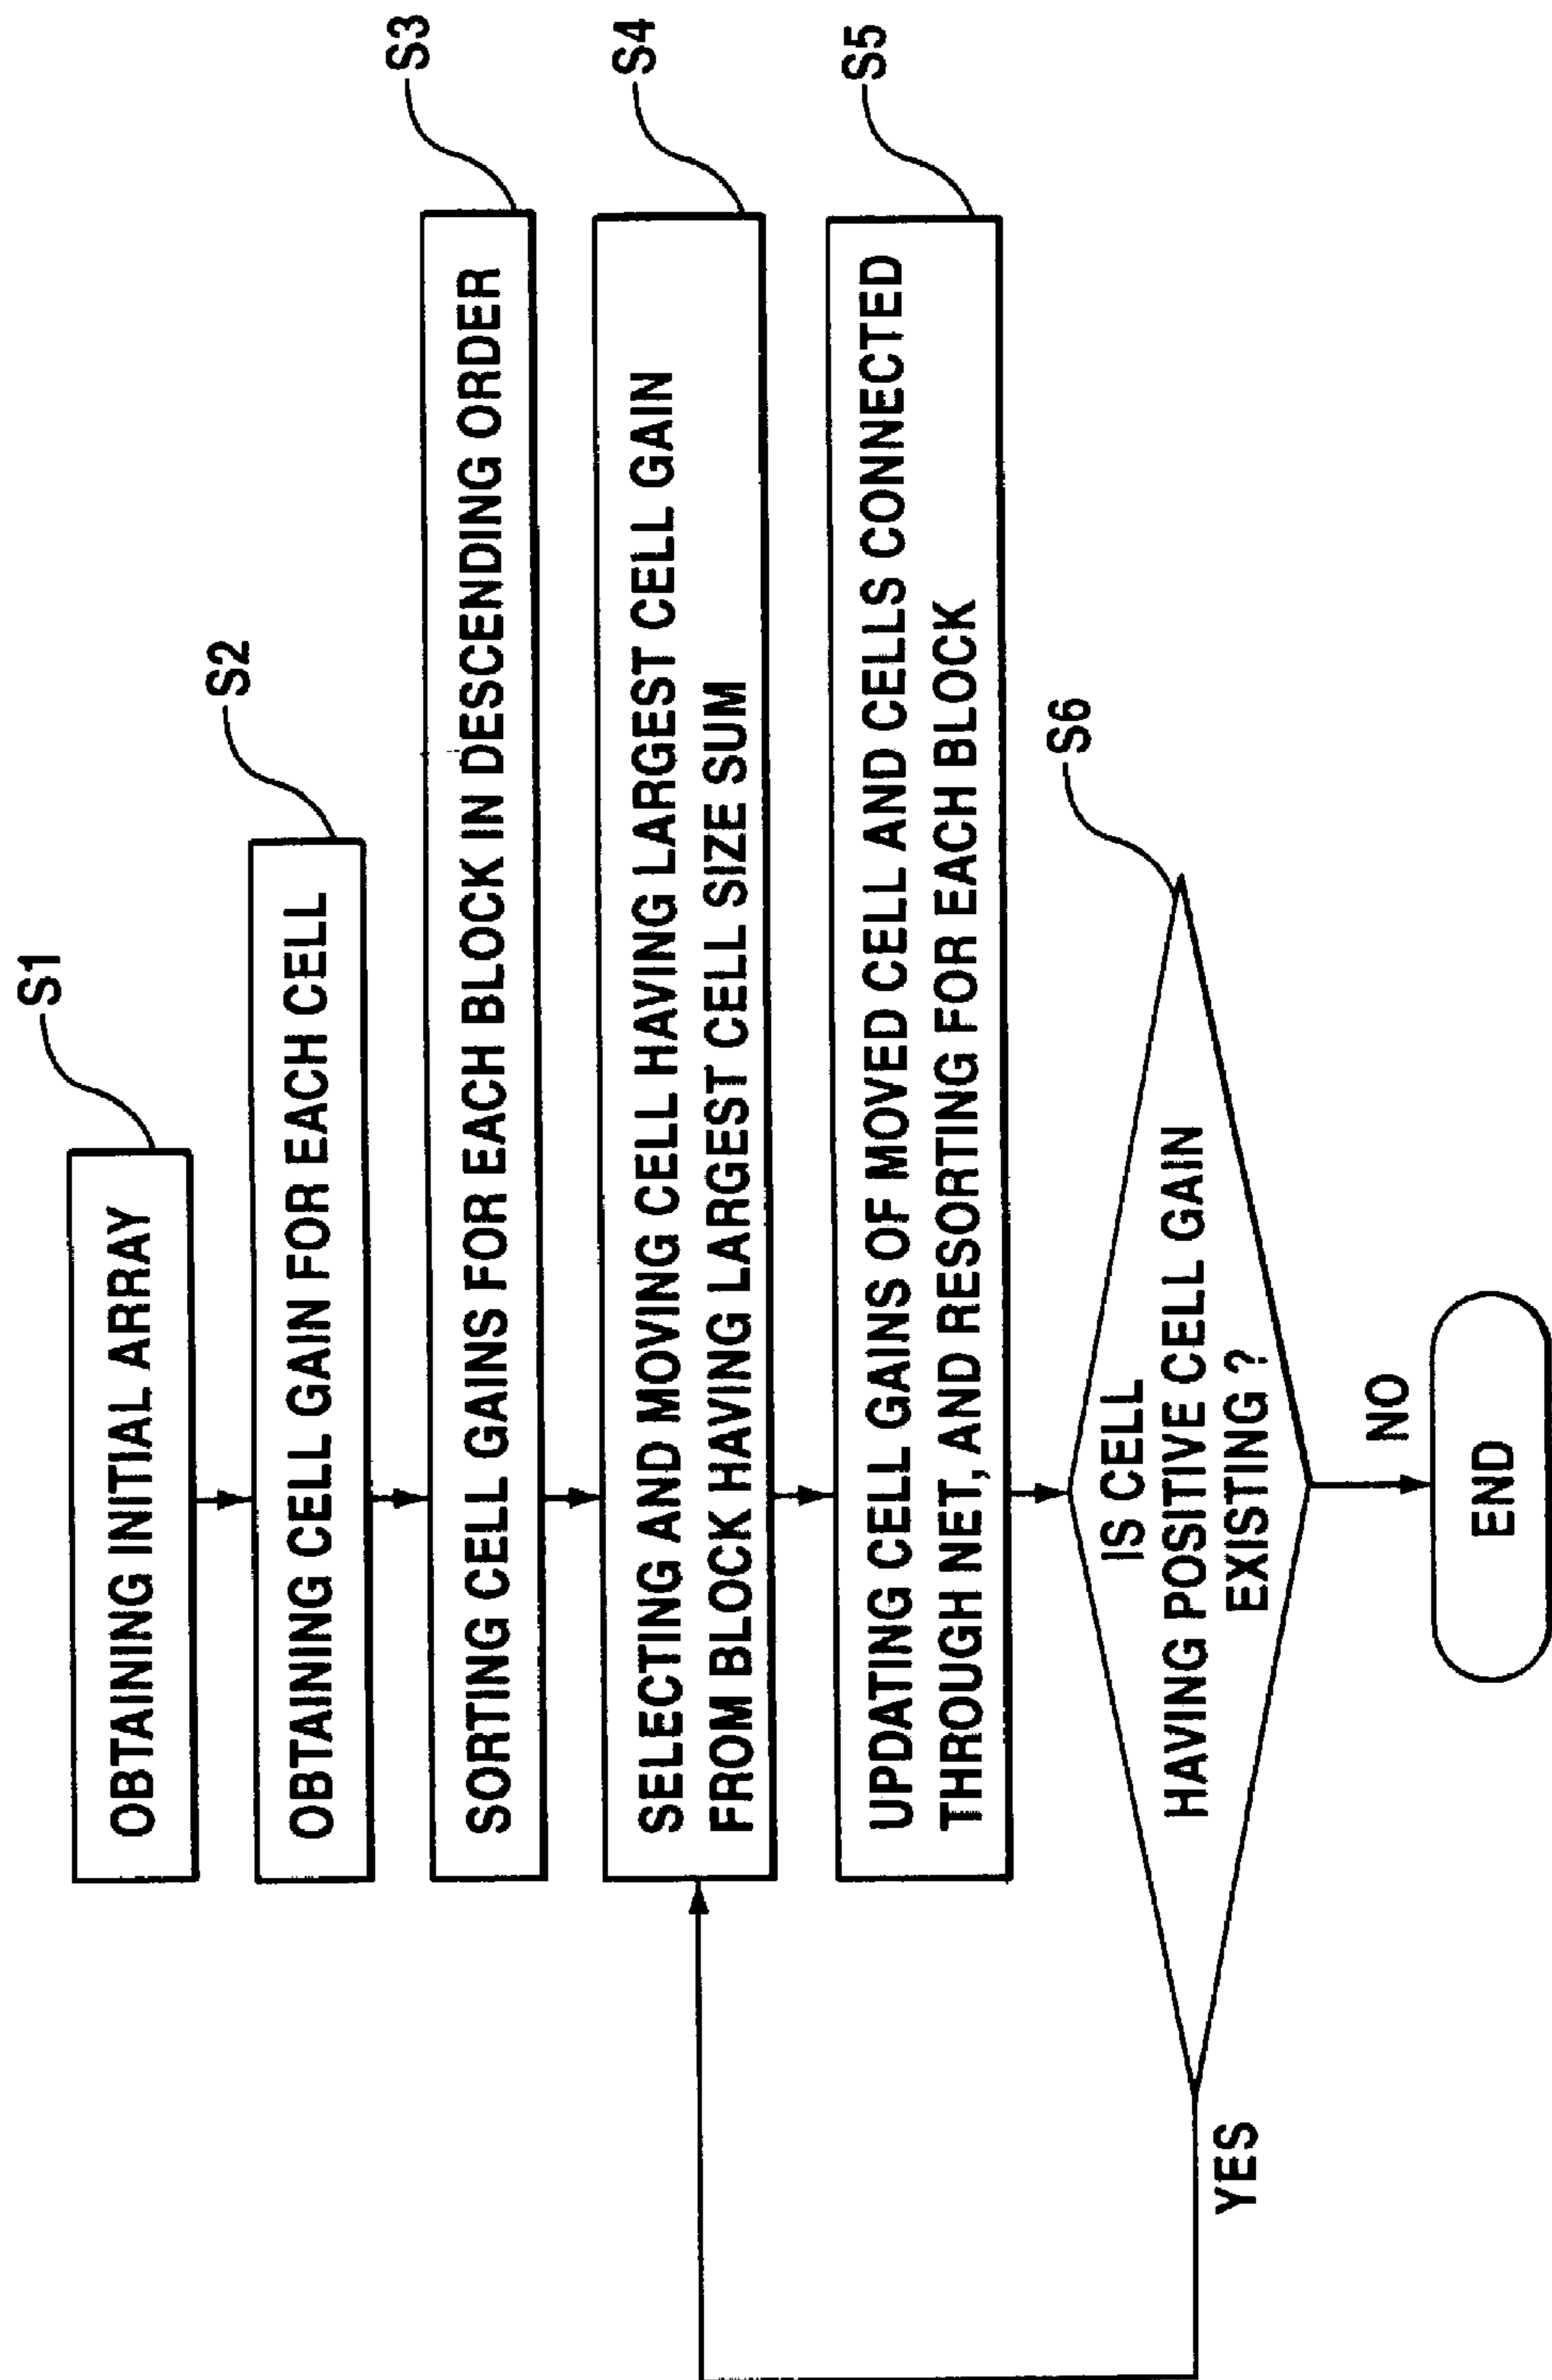 S1
OBTAINING INITIAL ARRAY
S2
OBTAINING CELL GAIN FOR EACH CELL
S3
SORTING CELL GAINS FOR EACH BLOCK IN DESCENDING ORDER
S4
SELECTING AND MOVING CELL HAVING LARGEST CELL GAIN
FROM BLOCK HAVING LARGEST CELL SIZE SUM
S5
UPDATING CELL GAINS OF MOVED CELL AND CELLS CONNECTED
THROUGH NET, AND RESORTING FOR EACH BLOCK
S6
IS CELL
HAVING POSITIVE CELL GAIN
EXISTING ?
YES
NO
END